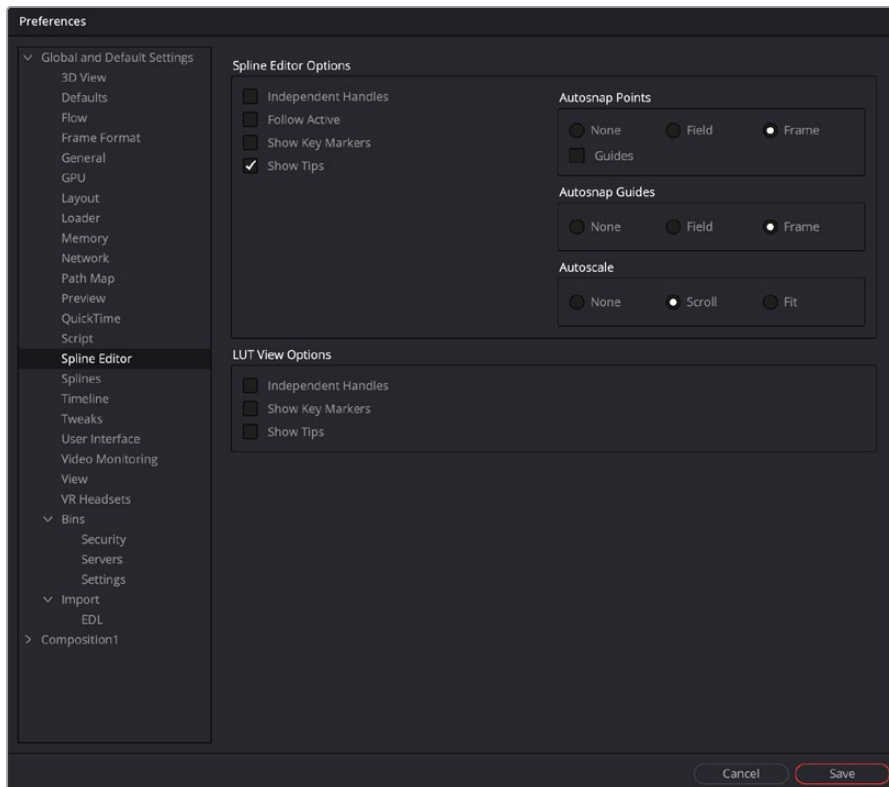 Preferences
Global and Default Settings
3D View
Defaults
Flow
Frame Format
General
GPU
Layout
Loader
Memory
Network
Path Map
Preview
QuickTime
Script
Spline Editor
Splines
Timeline
Tweaks
User Interface
Video Monitoring
View
VR Headsets
Bins
Security
Servers
Settings
Import
EDL
Composition1
Spline Editor Options
Independent Handles
Follow Active
Show Key Markers
Show Tips
Autosnap Points
None Field Frame
Guides
Autosnap Guides
None Field Frame
Autoscale
None Scroll Fit
LUT View Options
Independent Handles
Show Key Markers
Show Tips
Cancel Save